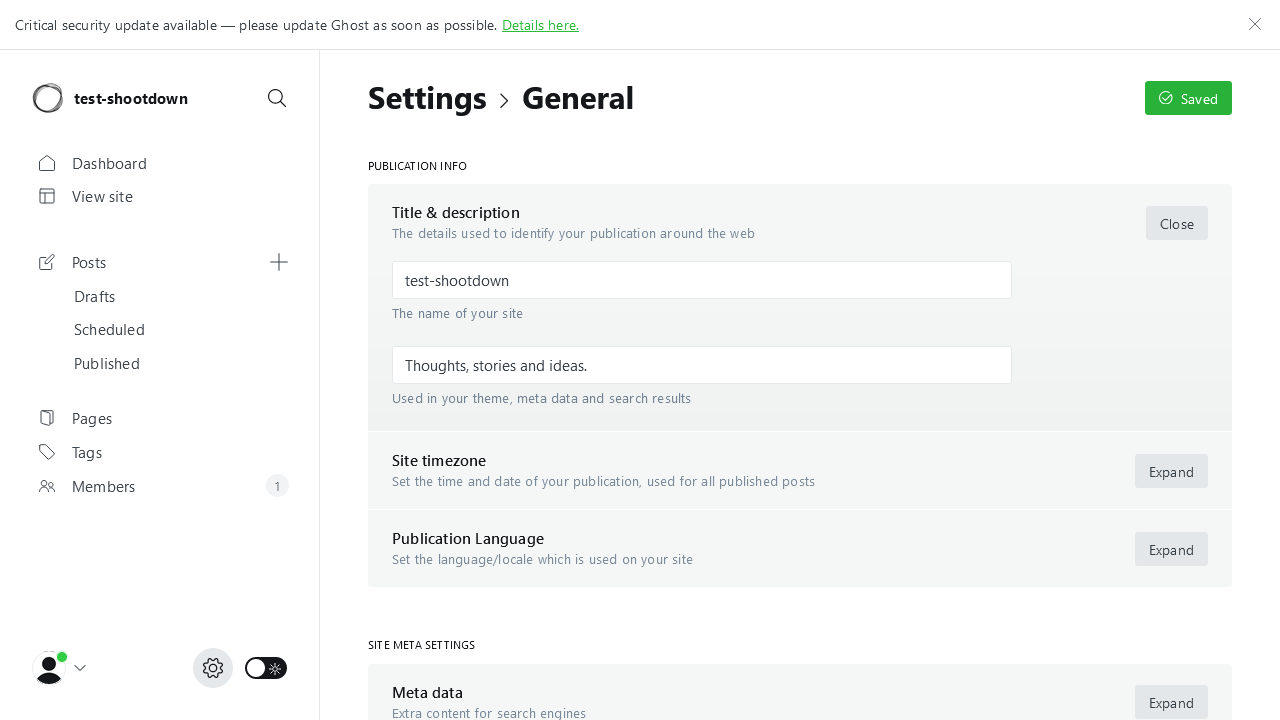 Critical security update available — please update Ghost as soon as possible. Details here.
test-shootdown
Dashboard
View site
Posts
Drafts
Scheduled
Published
Pages
Tags
Members
1
Settings
General
Saved
PUBLICATION INFO
Title & description
The details used to identify your publication around the web
Close
test-shootdown
The name of your site
Thoughts, stories and ideas.
Used in your theme, meta data and search results
Site timezone
Set the time and date of your publication, used for all published posts
Expand
Publication Language
Set the language/locale which is used on your site
Expand
SITE META SETTINGS
Meta data
Extra content for search engines
Expand